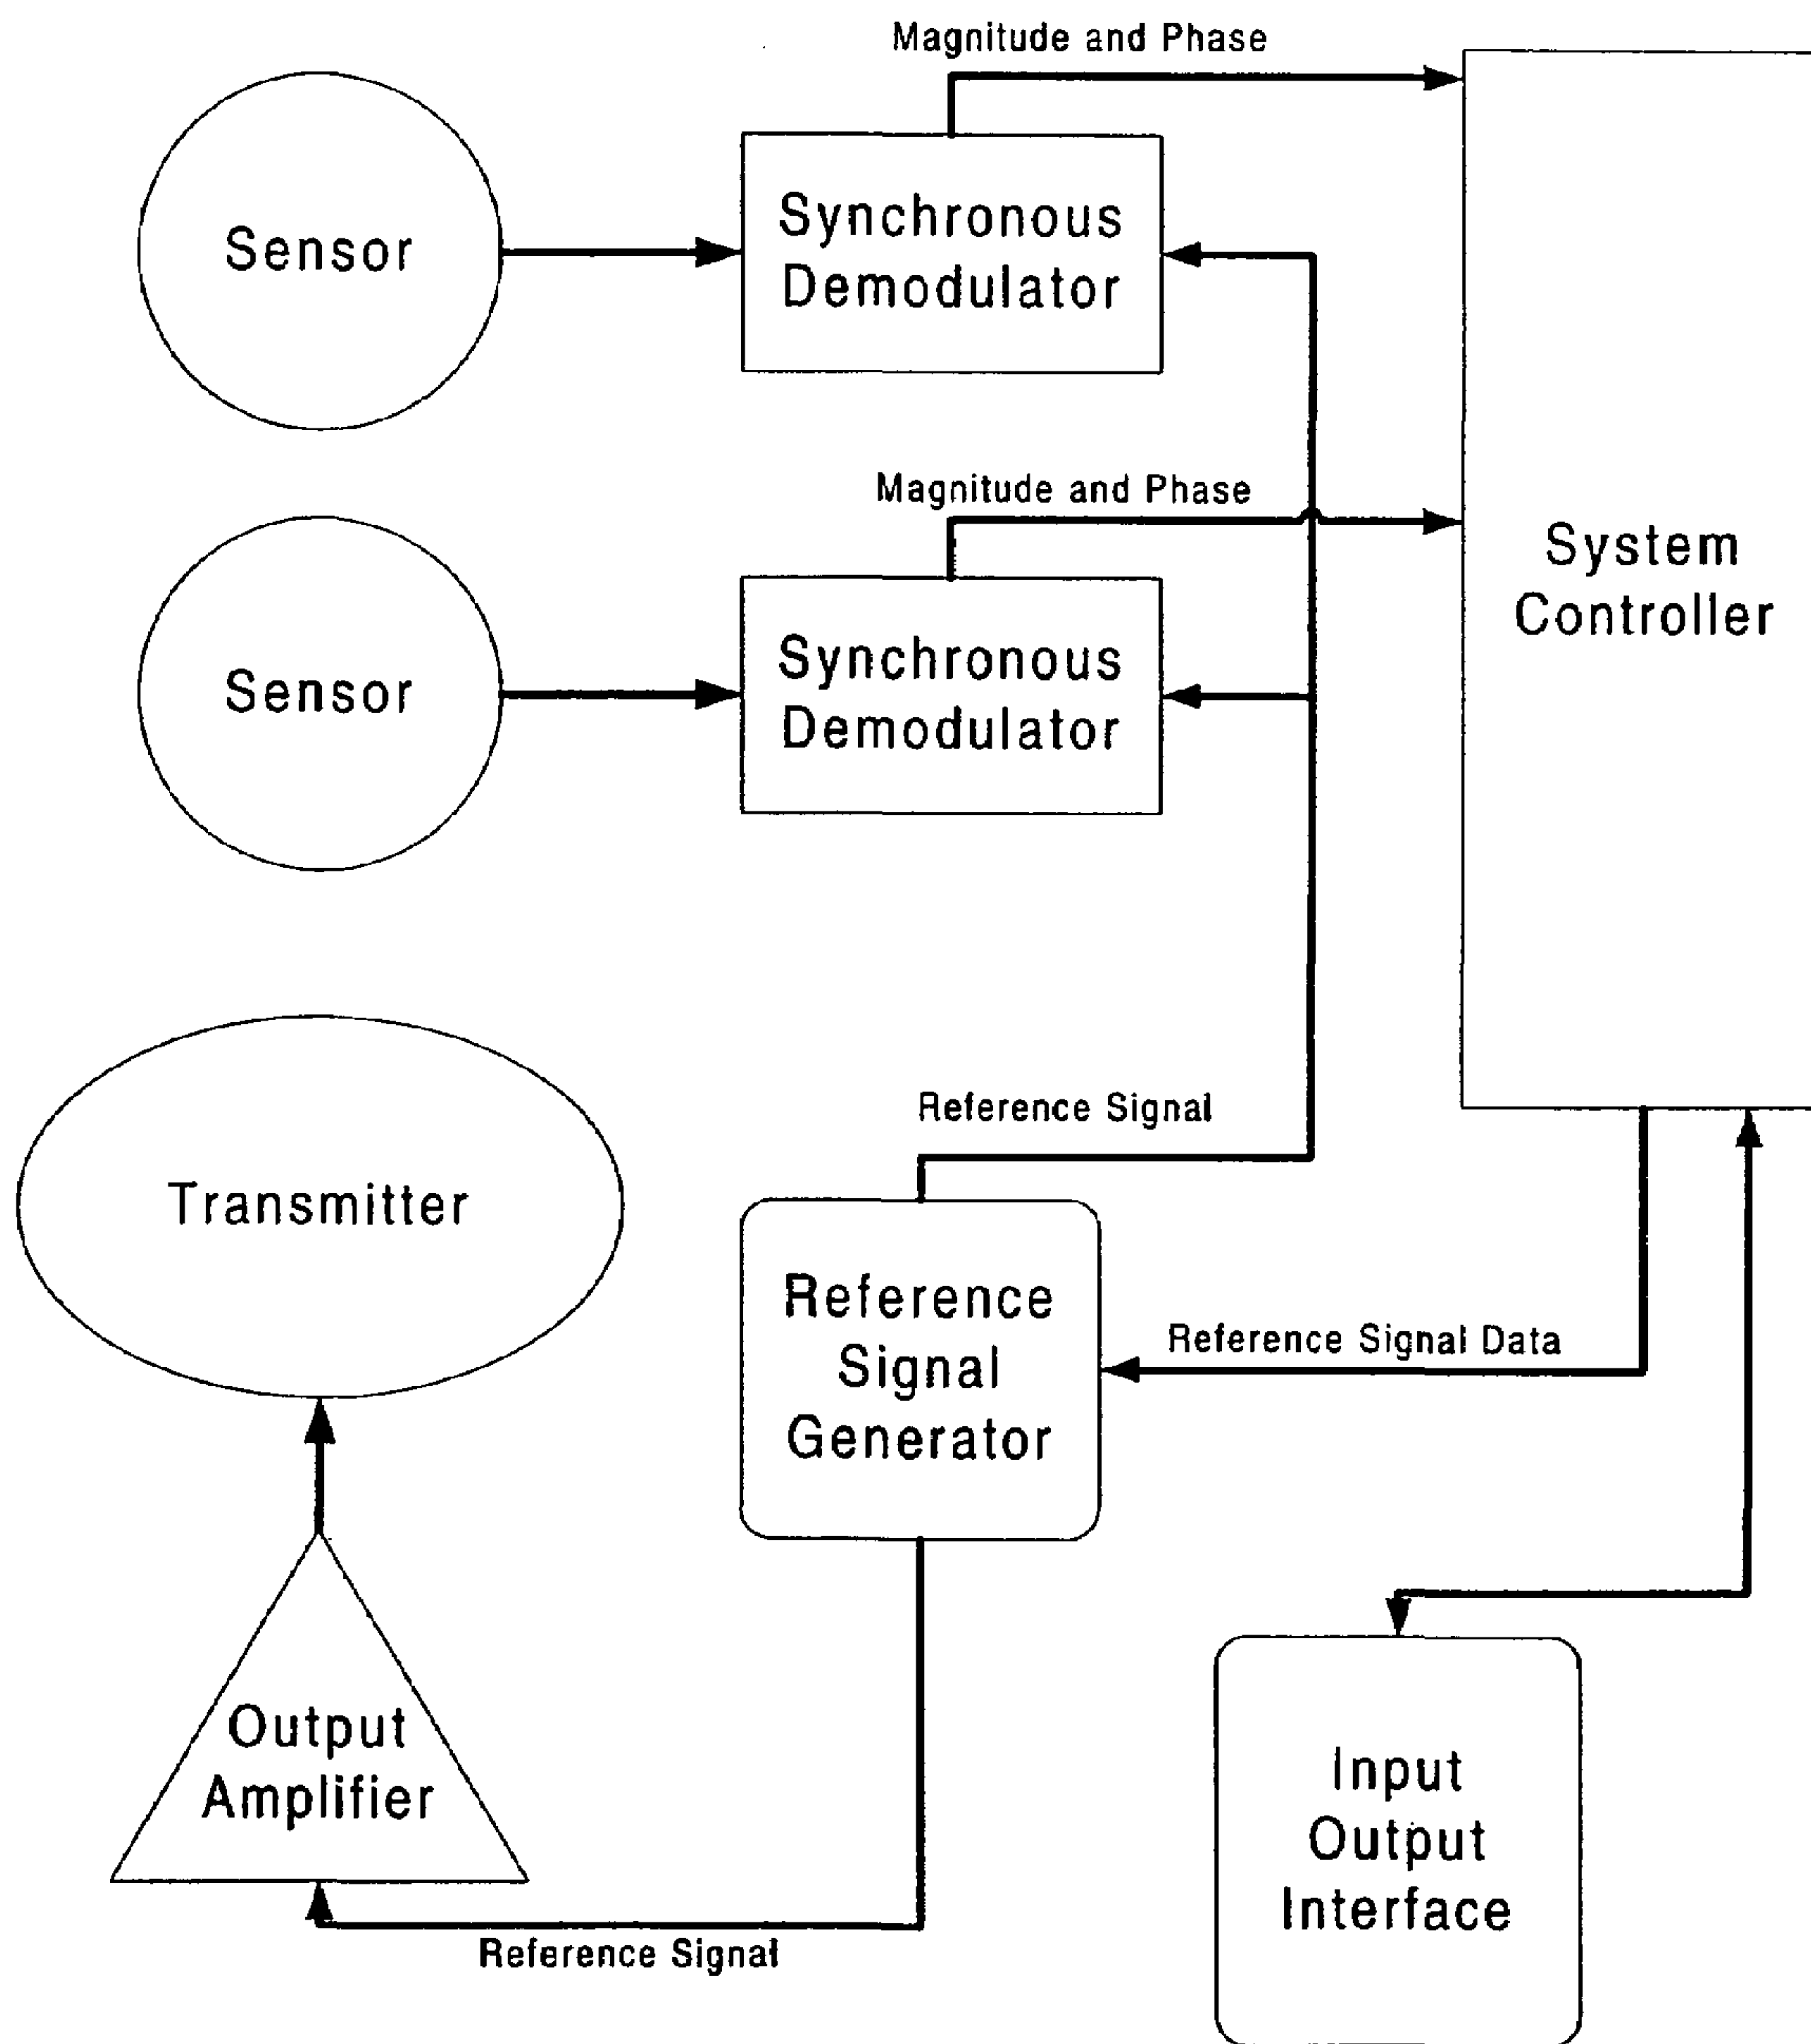 Magnitude and Phase
Sensor
Synchronous
Demodulator
Magnitude and Phase
System
Controller
Sensor
Synchronous
Demodulator
Reference Signal
Transmitter
Reference
Signal
Generator
Reference Signal Data
Output
Amplifier
Input
Output
Interface
Reference Signal